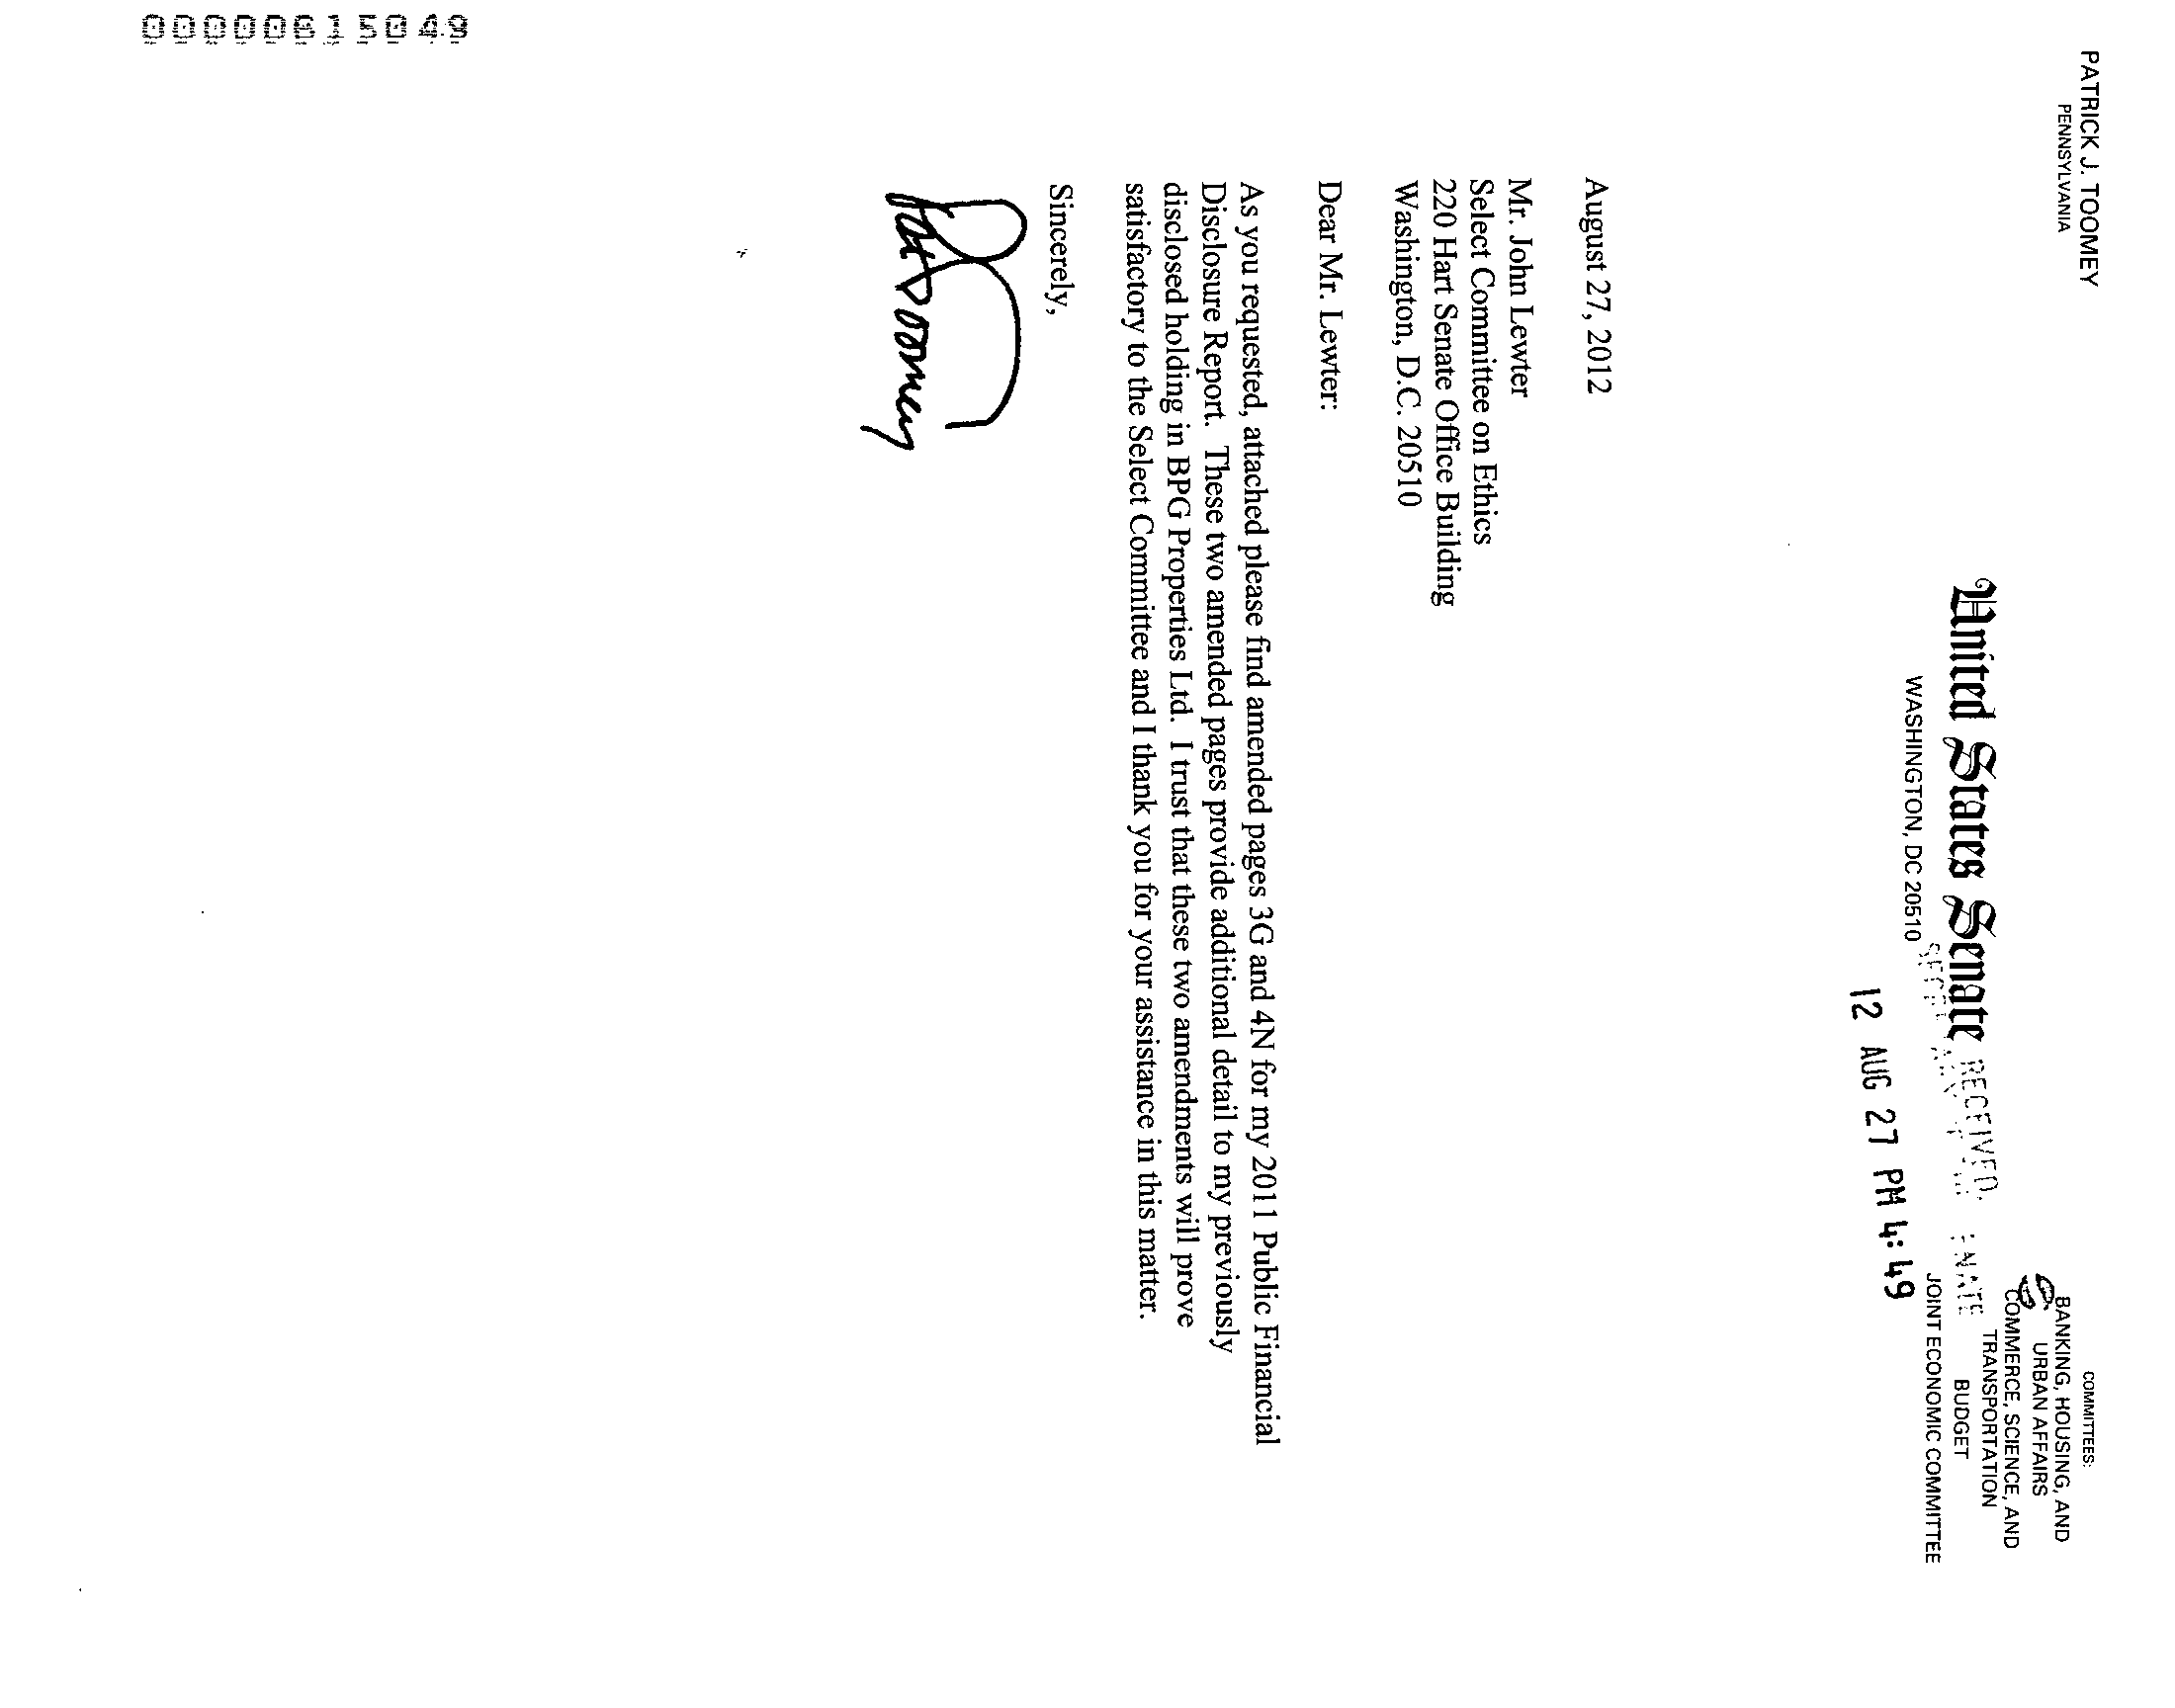 00000615049
PATRICK J. TOOMEY
PENNSYLVANIA
COMMITTEES:
BANKING, HOUSING, AND
URBAN AFFAIRS
COMMERCE, SCIENCE, AND
TRANSPORTATION
BUDGET
JOINT ECONOMIC COMMITTEE
United States Senate
WASHINGTON, DC 20510
RECEIVED
12 AUG 27 PM 4:49
August 27, 2012
Mr. John Lewter
Select Committee on Ethics
220 Hart Senate Office Building
Washington, D.C. 20510
Dear Mr. Lewter:
As you requested, attached please find amended pages 3G and 4N for my 2011 Public Financial
Disclosure Report. These two amended pages provide additional detail to my previously
disclosed holding in BPG Properties Ltd. I trust that these two amendments will prove
satisfactory to the Select Committee and I thank you for your assistance in this matter.
Sincerely,
Pat Toomey